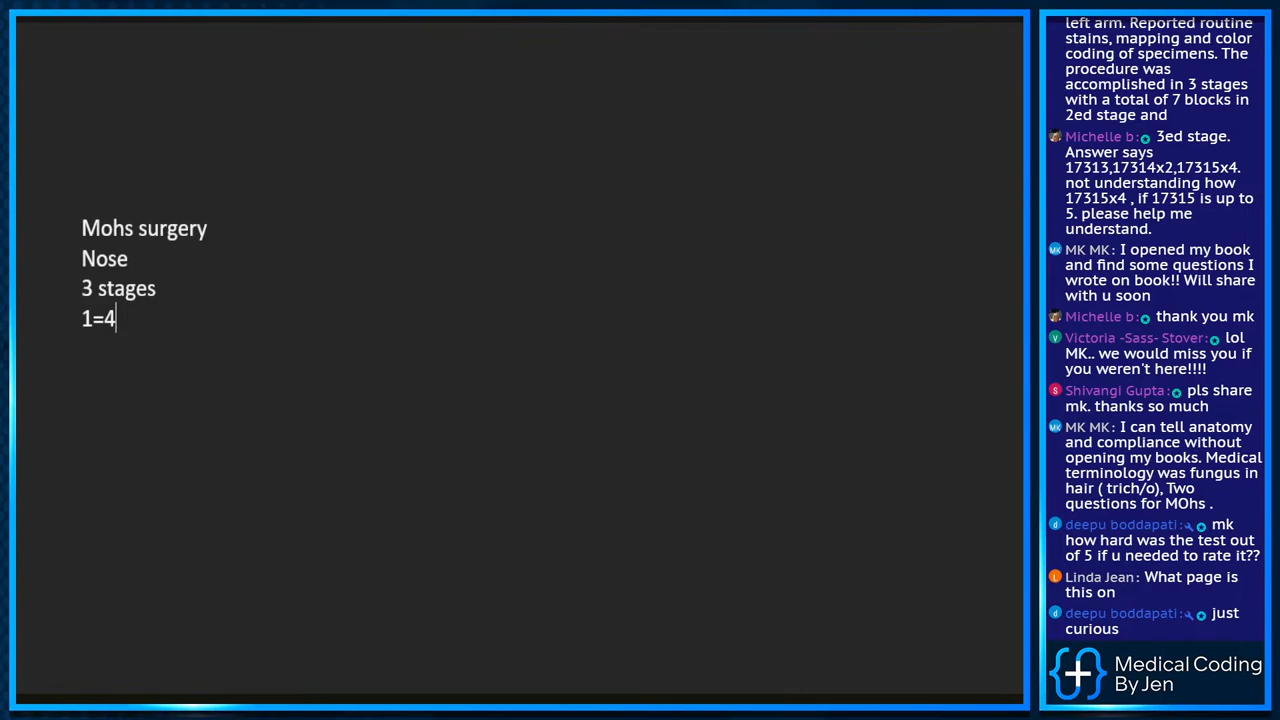 Mohs surgery
Nose
3 stages
1=4
left arm. Reported routine
stains, mapping and color
coding of specimens. The
procedure was
accomplished in 3 stages
with a total of 7 blocks in
2ed stage and
Michelle b: 3ed stage.
Answer says
17313,17314x2,17315x4.
not understanding how
17315x4 , if 17315 is up to
5. please help me
understand.
MK MK: I opened my book
and find some questions I
wrote on book!! Will share
with u soon
Michelle b: thank you mk
Victoria -Sass- Stover: lol
MK.. we would miss you if
you weren't here!!!!
Shivangi Gupta: pls share
mk. thanks so much
MK MK: I can tell anatomy
and compliance without
opening my books. Medical
terminology was fungus in
hair ( trich/o), Two
questions for MOhs .
deepu boddapati: mk
how hard was the test out
of 5 if u needed to rate it??
Linda Jean: What page is
this on
deepu boddapati: just
curious
Medical Coding
By Jen